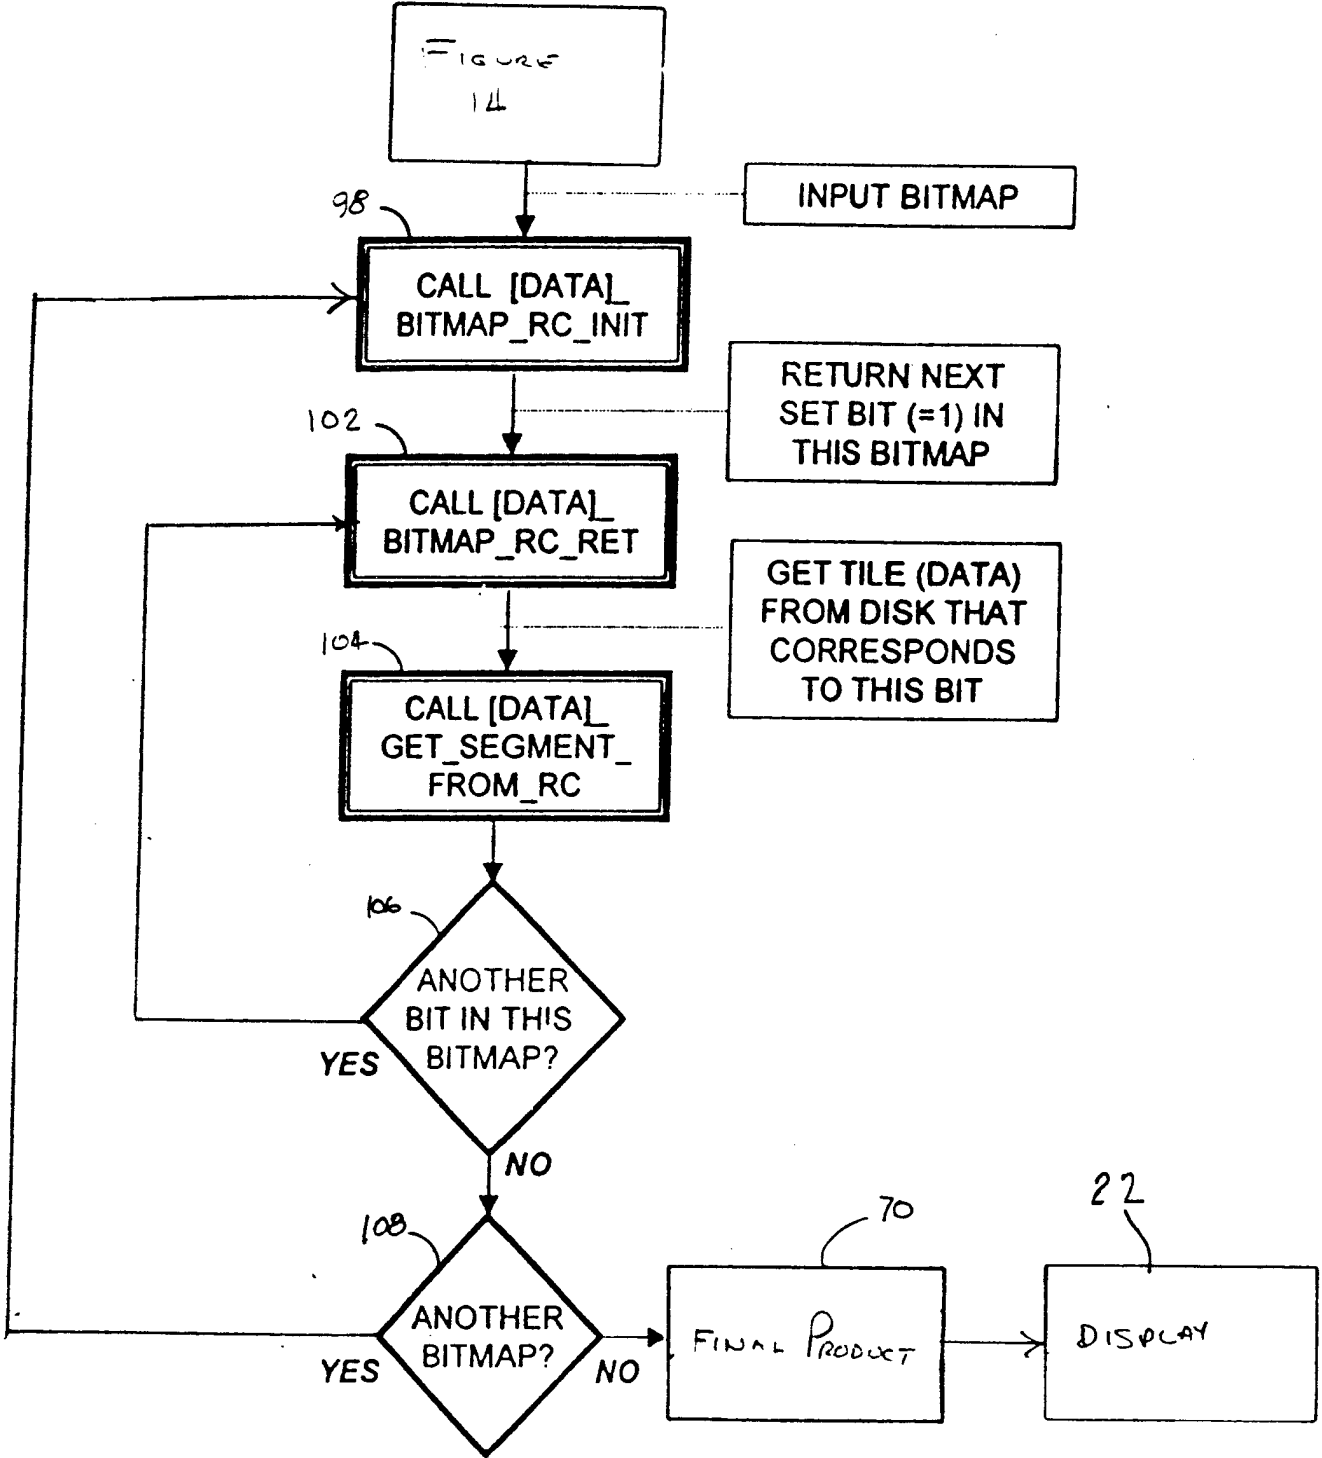 FIGURE
14
INPUT BITMAP
98
CALL [DATA]_
BITMAP_RC_INIT
RETURN NEXT
SET BIT (=1) IN
THIS BITMAP
102
CALL [DATA]_
BITMAP_RC_RET
GET TILE (DATA)
FROM DISK THAT
CORRESPONDS
TO THIS BIT
104
CALL [DATA]_
GET_SEGMENT_
FROM_RC
106
ANOTHER
BIT IN THIS
BITMAP?
YES
NO
108
ANOTHER
BITMAP?
YES
NO
70
FINAL PRODUCT
22
DISPLAY